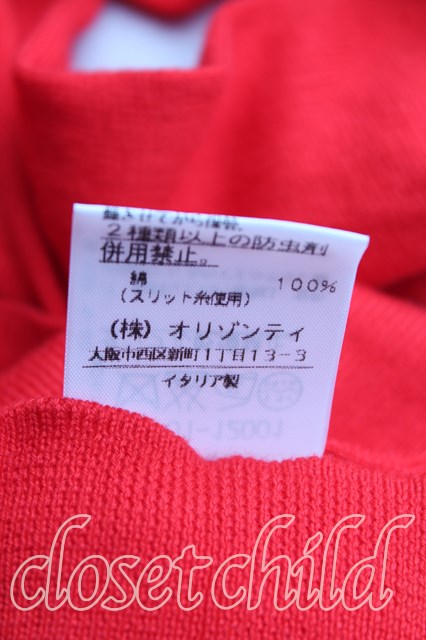 ２種類以上の防虫剤
併用禁止。
綿 100%
(スリット糸使用)
(株) オリゾンティ
大阪市西区新町1丁目13-3
イタリア製
closet child